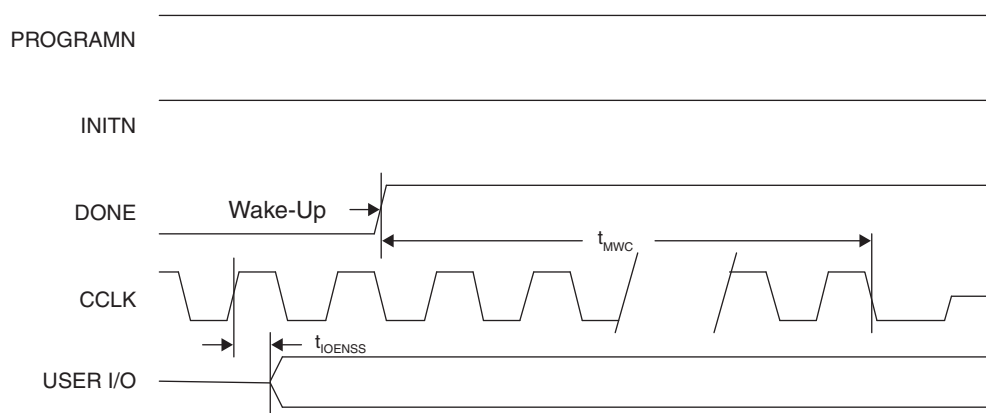 PROGRAMN
INITN
DONE
Wake-Up
tMWC
CCLK
tIOENSS
USER I/O